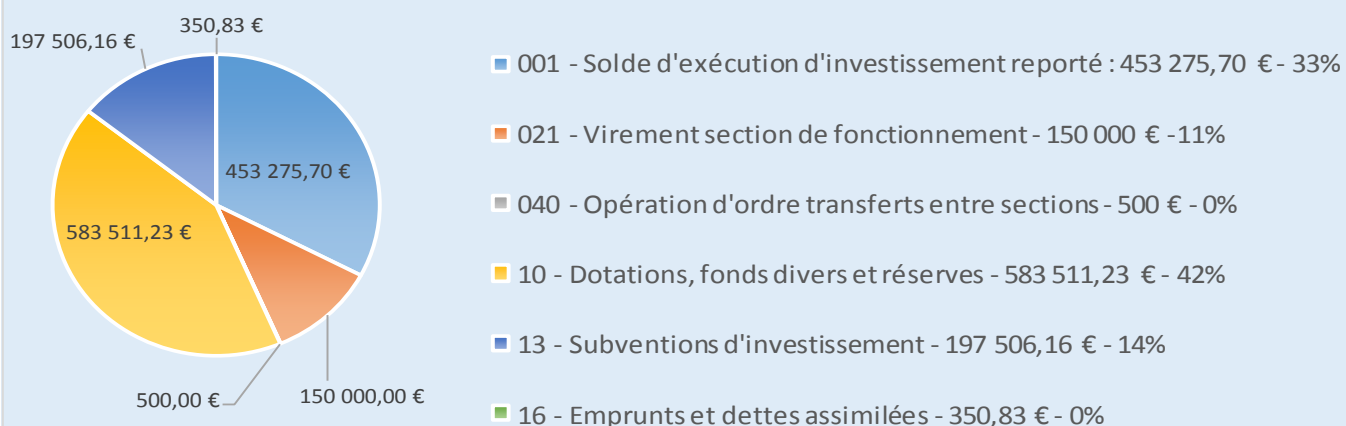 350,83 €
197 506,16 €
453 275,70 €
583 511,23 €
500,00 €
150 000,00 €
001 - Solde d'exécution d'investissement reporté : 453 275,70 € - 33%
021 - Virement section de fonctionnement - 150 000 € -11%
040 - Opération d'ordre transferts entre sections - 500 € - 0%
10 - Dotations, fonds divers et réserves - 583 511,23 € - 42%
13 - Subventions d'investissement - 197 506,16 € - 14%
16 - Emprunts et dettes assimilées - 350,83 € - 0%